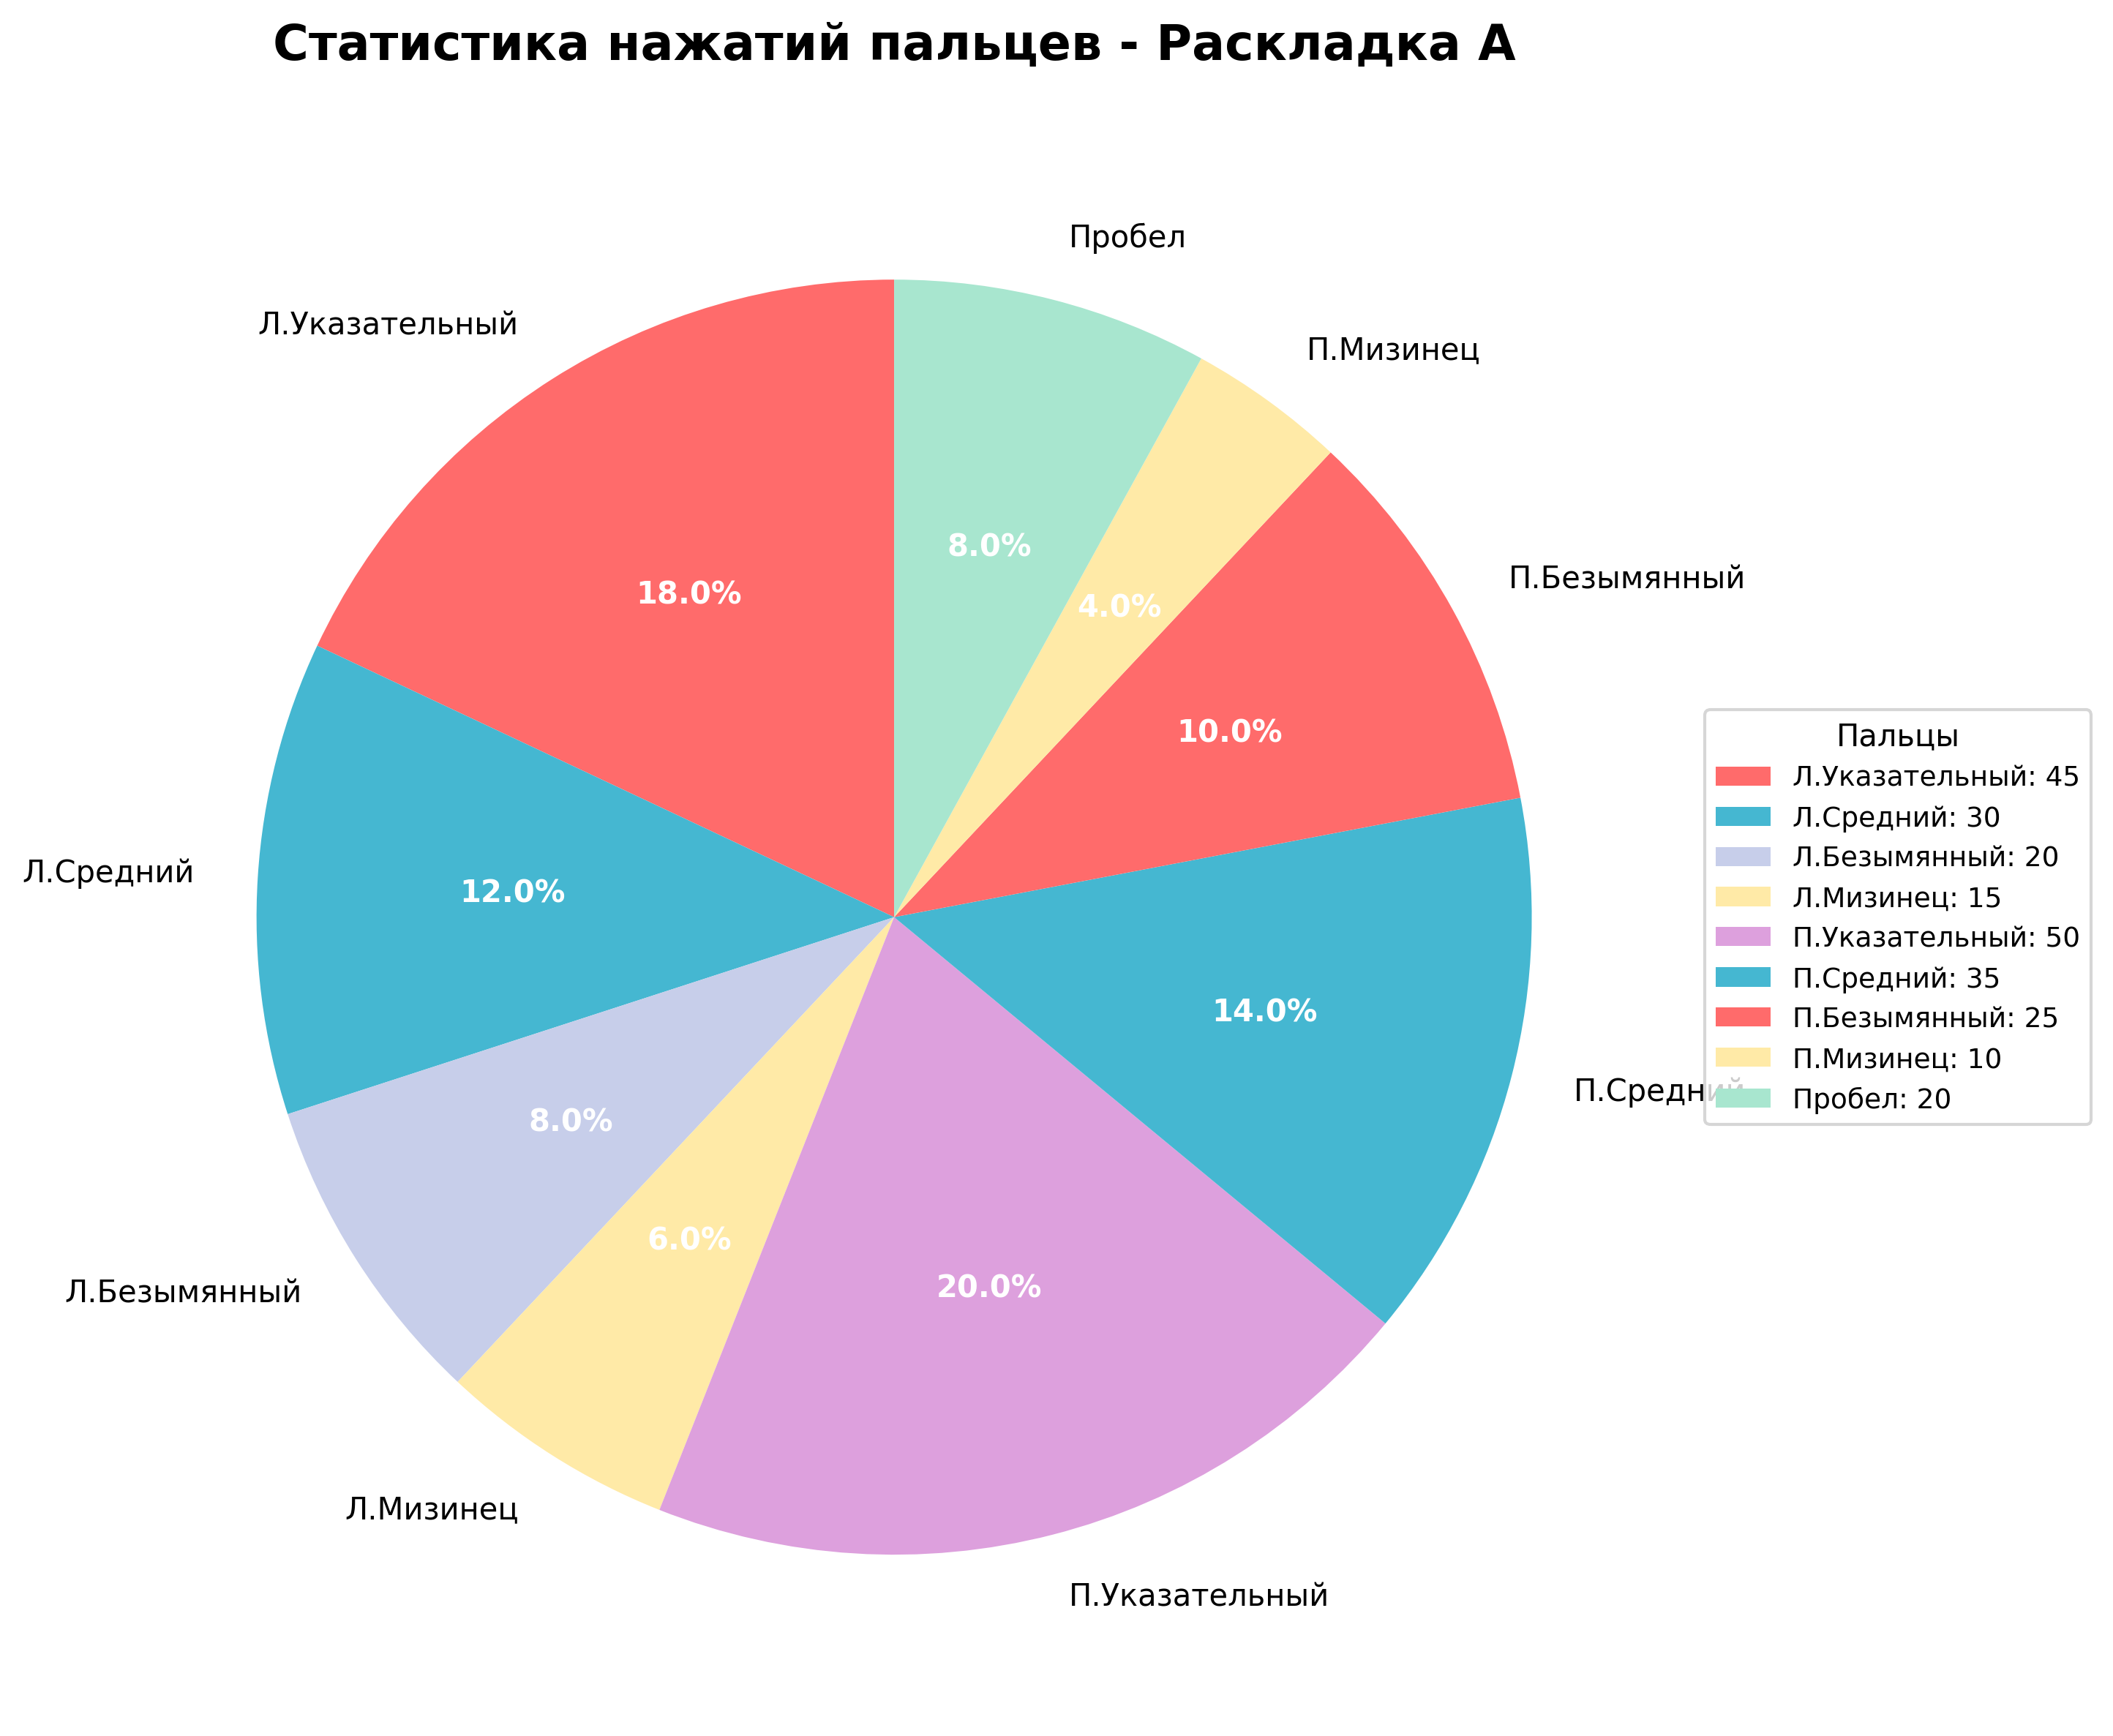 Статистика нажатий пальцев - Раскладка A
Пробел
Л.Указательный
П.Мизинец
8.0%
П.Безымянный
18.0%
4.0%
10.0%
Л.Средний
12.0%
14.0%
П.Средний
8.0%
6.0%
20.0%
Л.Безымянный
Л.Мизинец
П.Указательный
Пальцы
Л.Указательный: 45
Л.Средний: 30
Л.Безымянный: 20
Л.Мизинец: 15
П.Указательный: 50
П.Средний: 35
П.Безымянный: 25
П.Мизинец: 10
Пробел: 20